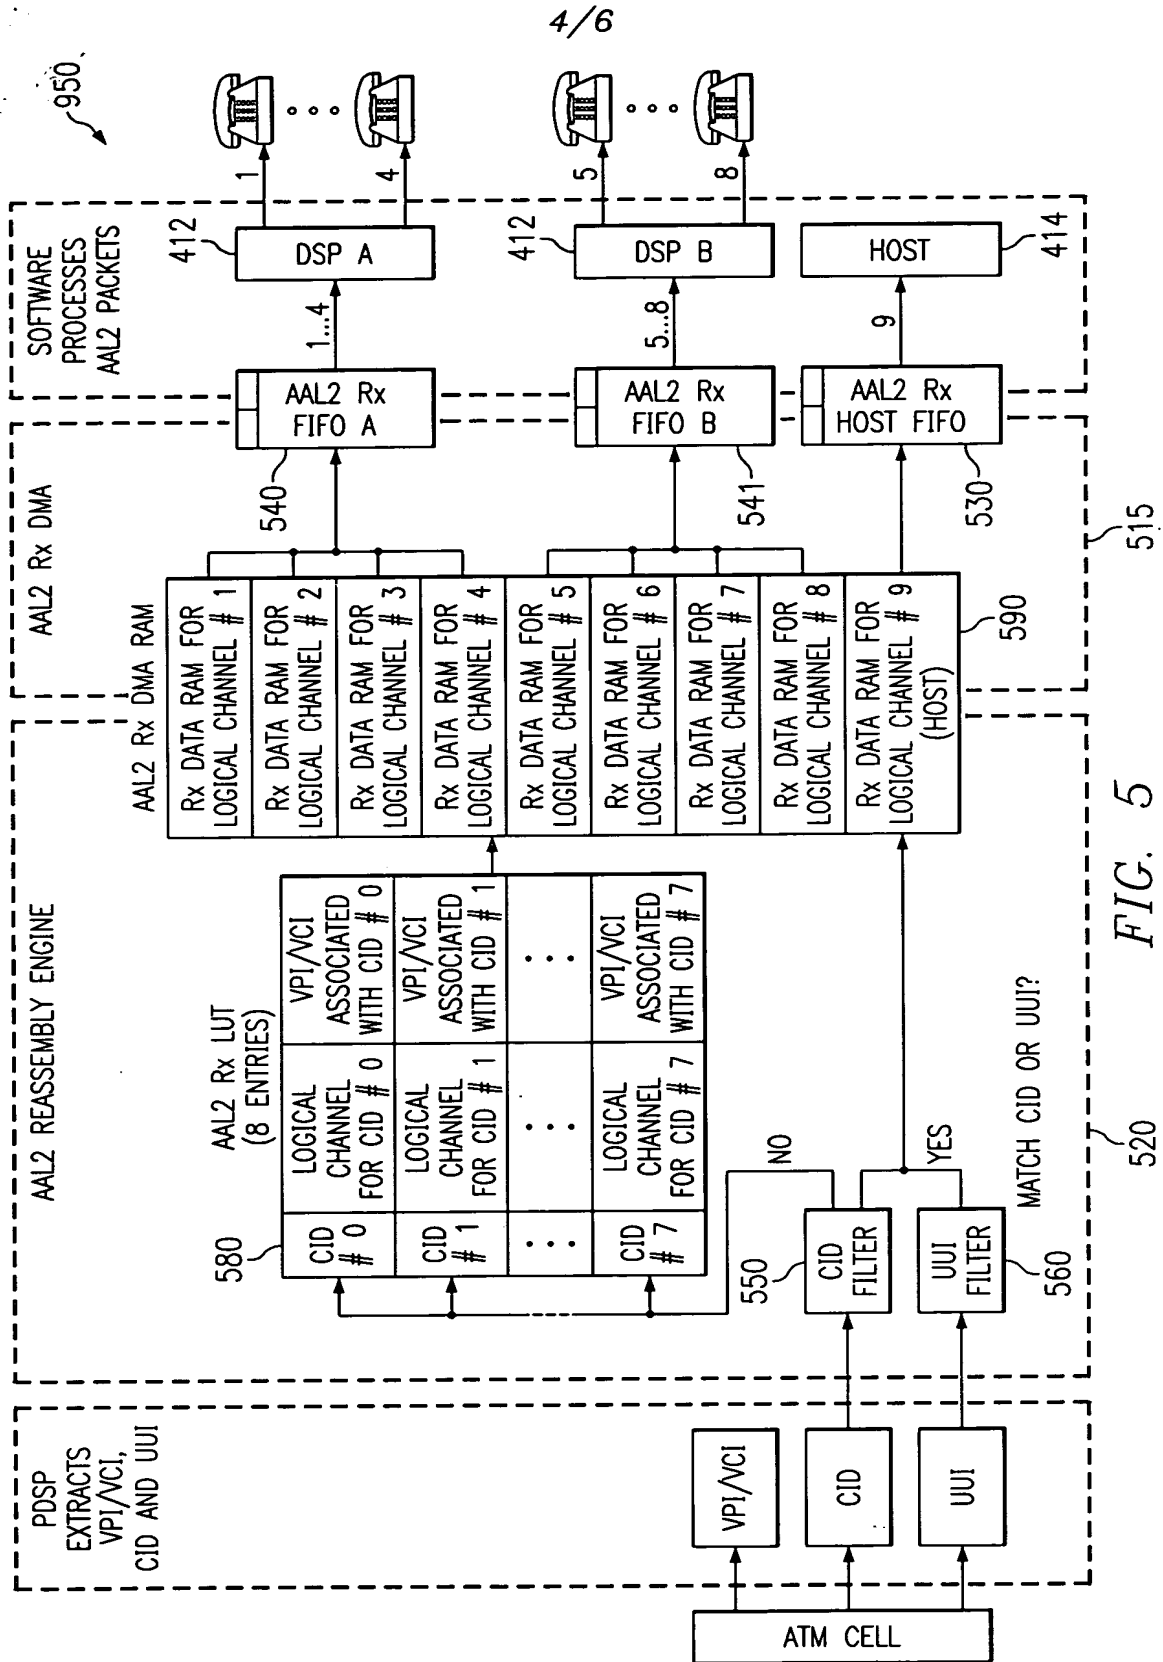 4/6
950
PDSP
EXTRACTS
VPI/VCI,
CID AND UUI
AAL2 REASSEMBLY ENGINE
AAL2 Rx DMA
SOFTWARE
PROCESSES
AAL2 PACKETS
ATM CELL
VPI/VCI
CID
UUI
550
CID
FILTER
UUI
FILTER
560
NO
YES
MATCH CID OR UUI?
580
AAL2 Rx LUT
(8 ENTRIES)
CID
# 0
LOGICAL
CHANNEL
FOR CID # 0
VPI/VCI
ASSOCIATED
WITH CID # 0
CID
# 1
LOGICAL
CHANNEL
FOR CID # 1
VPI/VCI
ASSOCIATED
WITH CID # 1
CID
# 7
LOGICAL
CHANNEL
FOR CID # 7
VPI/VCI
ASSOCIATED
WITH CID # 7
AAL2 Rx DMA RAM
Rx DATA RAM FOR
LOGICAL CHANNEL # 1
Rx DATA RAM FOR
LOGICAL CHANNEL # 2
Rx DATA RAM FOR
LOGICAL CHANNEL # 3
Rx DATA RAM FOR
LOGICAL CHANNEL # 4
Rx DATA RAM FOR
LOGICAL CHANNEL # 5
Rx DATA RAM FOR
LOGICAL CHANNEL # 6
Rx DATA RAM FOR
LOGICAL CHANNEL # 7
Rx DATA RAM FOR
LOGICAL CHANNEL # 8
Rx DATA RAM FOR
LOGICAL CHANNEL # 9
(HOST)
590
540
AAL2 Rx
FIFO A
541
AAL2 Rx
FIFO B
530
AAL2 Rx
HOST FIFO
1...4
5...8
9
412
DSP A
412
DSP B
HOST
414
1
4
5
8
520
515
FIG. 5